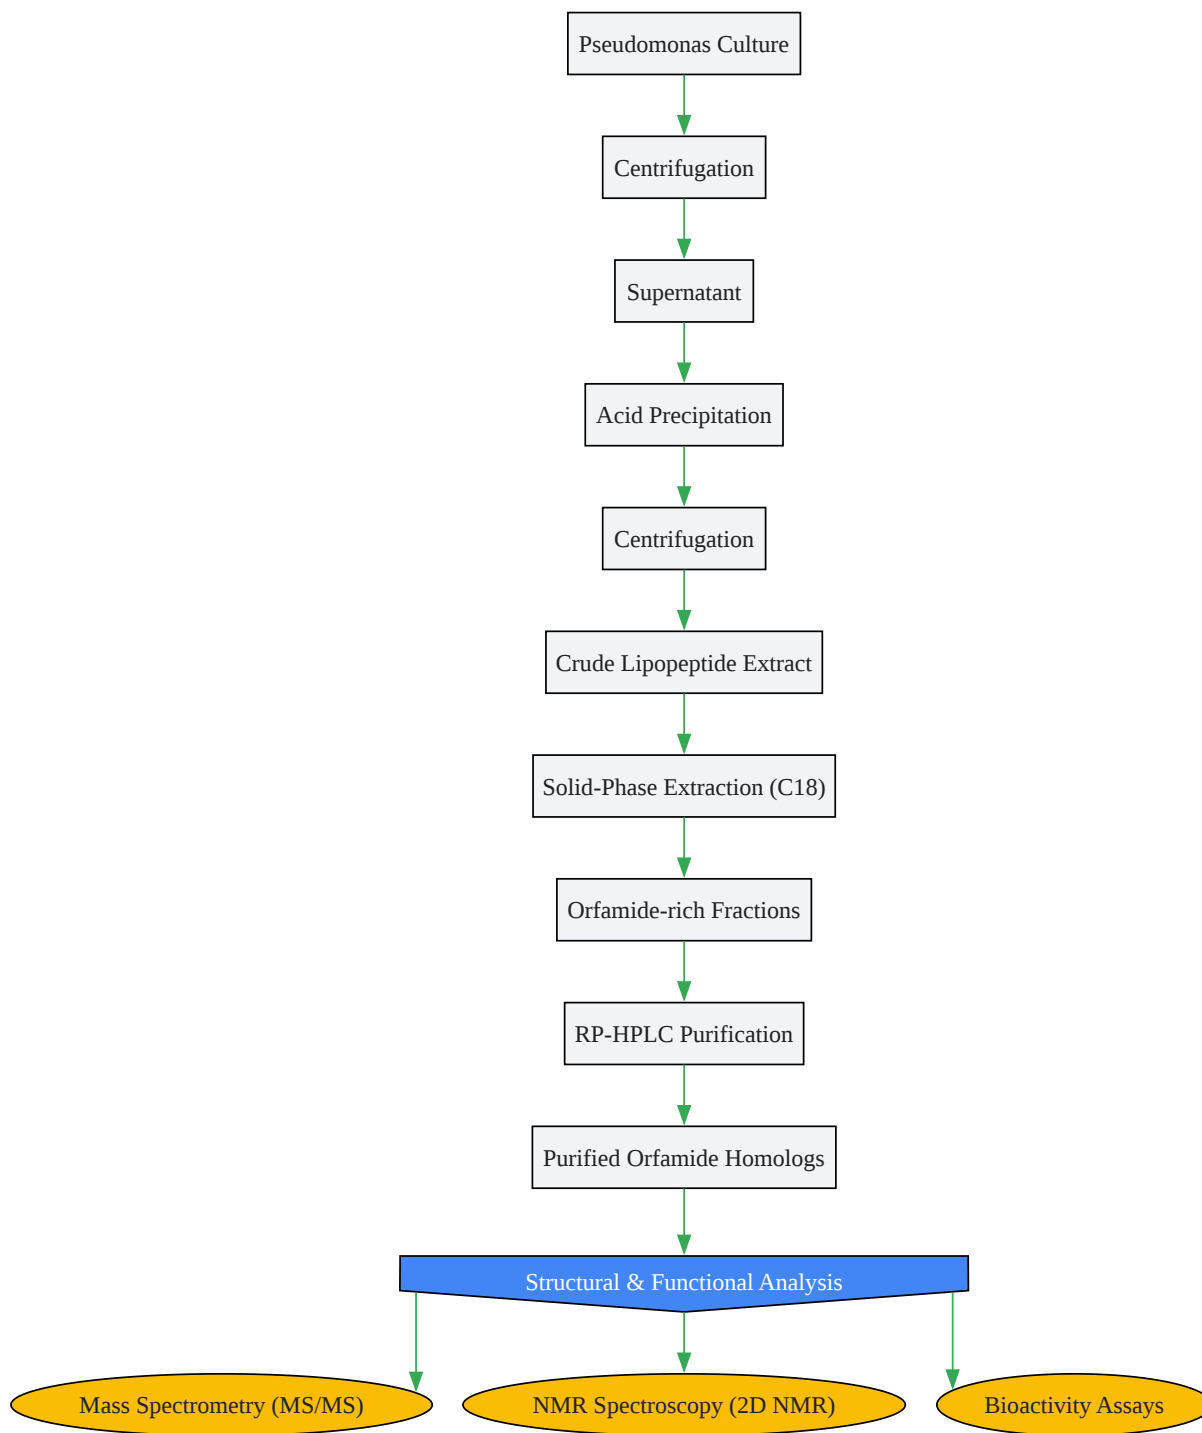 Pseudomonas Culture
Centrifugation
Supernatant
Acid Precipitation
Centrifugation
Crude Lipopeptide Extract
Solid-Phase Extraction (C18)
Orfamide-rich Fractions
RP-HPLC Purification
Purified Orfamide Homologs
Structural & Functional Analysis
Mass Spectrometry (MS/MS)
NMR Spectroscopy (2D NMR)
Bioactivity Assays